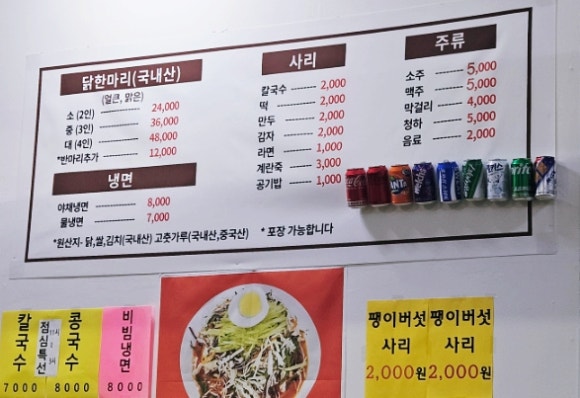 닭한마리(국내산)
(얼큰, 맑은)
소 (2인) 24,000
중 (3인) 36,000
대 (4인) 48,000
*반마리추가 12,000
냉면
야채냉면 8,000
물냉면 7,000
*원산지- 닭,쌀,김치(국내산) 고춧가루(국내산,중국산) * 포장 가능합니다
사리
칼국수 2,000
떡 2,000
만두 2,000
감자 2,000
라면 1,000
계란죽 3,000
공기밥 1,000
주류
소주 5,000
맥주 5,000
막걸리 4,000
청하 5,000
음료 2,000
칼국수
7000
점심특선
콩국수
8000
비빔냉면
8000
팽이버섯
사리
2,000원
팽이버섯
사리
2,000원